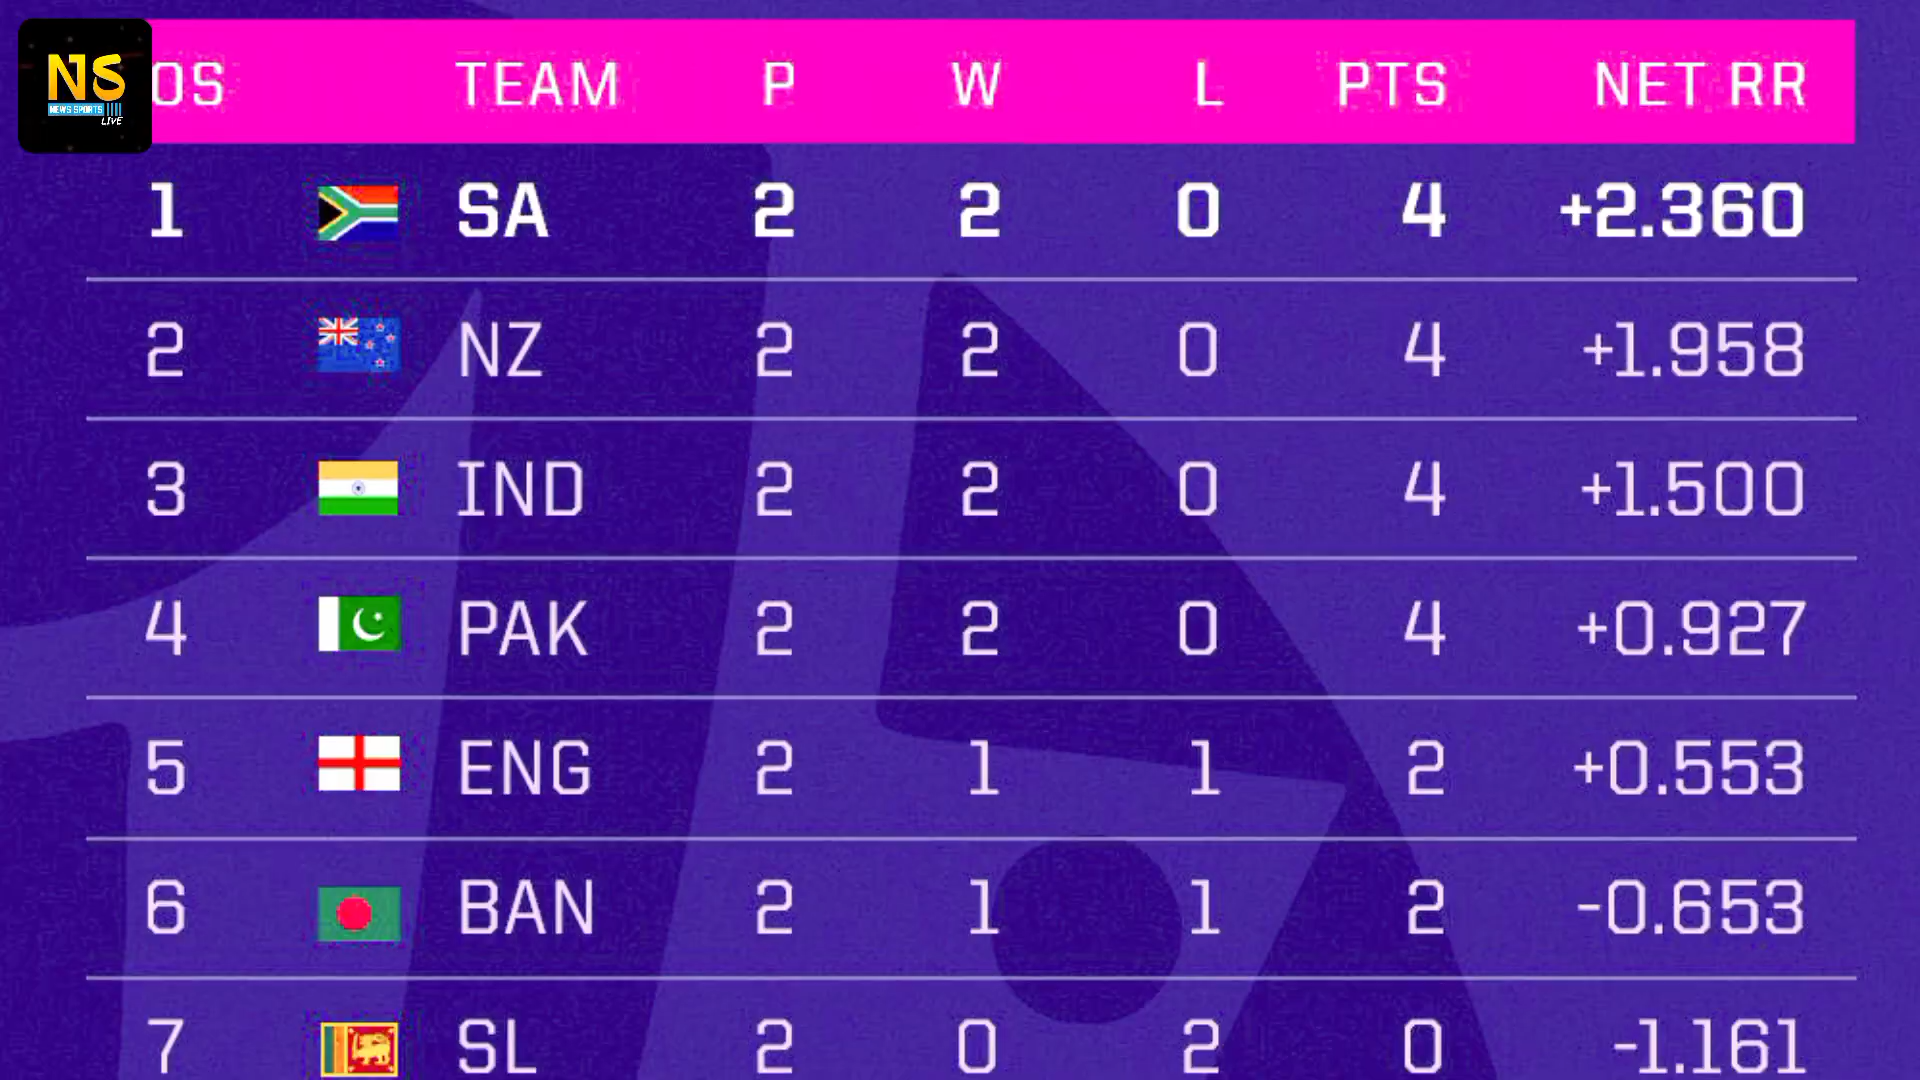 NS
NEWS SPORTS
LIVE
OS TEAM P W L PTS NET RR
1 SA 2 2 0 4 +2.360
2 NZ 2 2 0 4 +1.958
3 IND 2 2 0 4 +1.500
4 PAK 2 2 0 4 +0.927
5 ENG 2 1 1 2 +0.553
6 BAN 2 1 1 2 -0.653
7 SL 2 0 2 0 -1.161